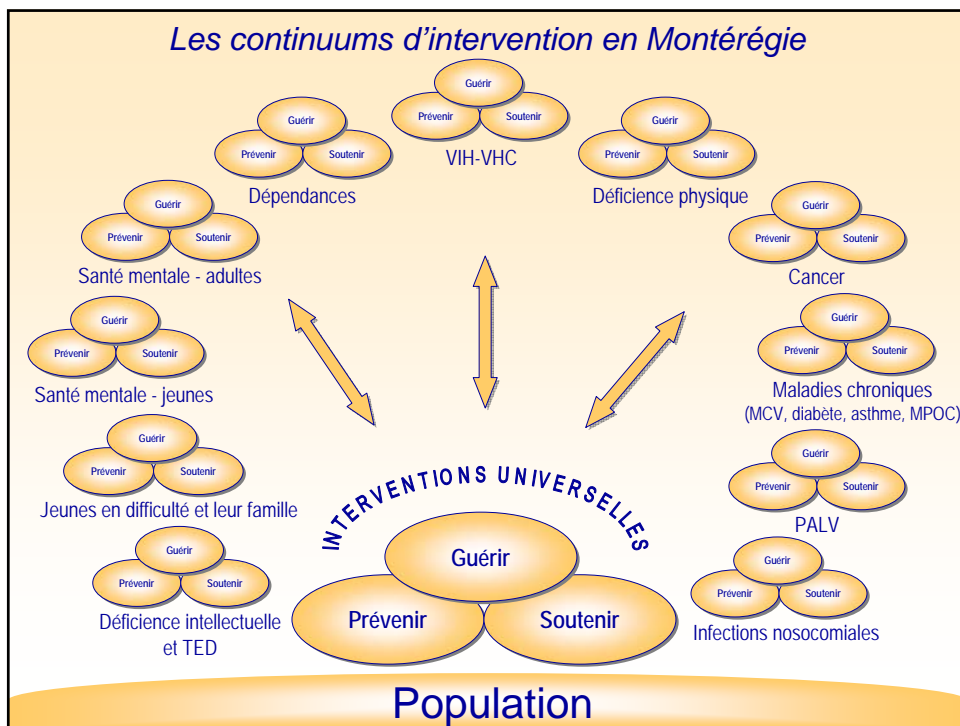 Les continuums d'intervention en Montérégie
Guérir
Prévenir Soutenir
VIH-VHC
Guérir
Prévenir Soutenir
Dépendances
Guérir
Prévenir Soutenir
Déficience physique
Guérir
Prévenir Soutenir
Santé mentale - adultes
Guérir
Prévenir Soutenir
Cancer
Guérir
Prévenir Soutenir
Santé mentale - jeunes
Guérir
Prévenir Soutenir
Maladies chroniques
(MCV, diabète, asthme, MPOC)
Guérir
Prévenir Soutenir
Jeunes en difficulté et leur famille
Guérir
Prévenir Soutenir
PALV
Guérir
Prévenir Soutenir
Déficience intellectuelle
et TED
Guérir
Prévenir Soutenir
Infections nosocomiales
INTERVENTIONS UNIVERSELLES
Guérir
Prévenir Soutenir
Population